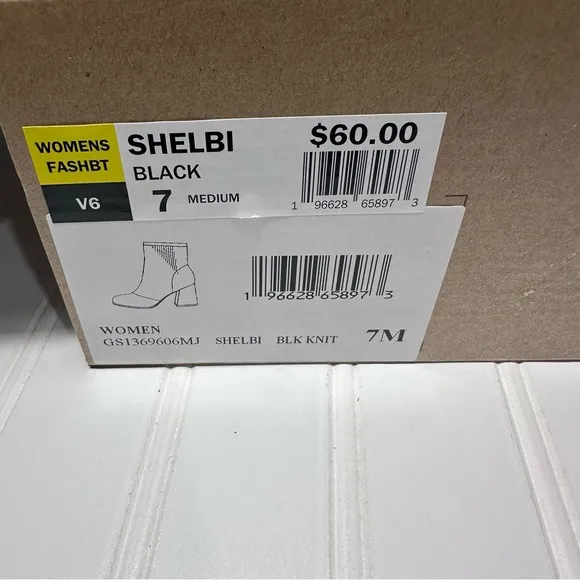 WOMENS
FASHBT
V6
SHELBI
BLACK
7 MEDIUM
$60.00
1 96628 65897 3
1 96628 65897 3
WOMEN
GS1369606MJ SHELBI BLK KNIT 7M